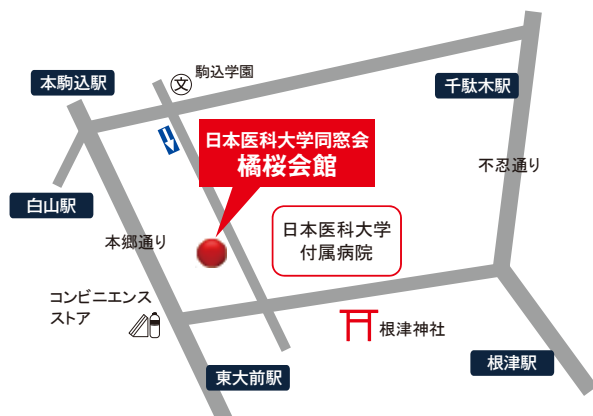 駒込学園
文
本駒込駅
千駄木駅
日本医科大学同窓会
橘桜会館
不忍通り
白山駅
日本医科大学
付属病院
本郷通り
コンビニエンス
ストア
根津神社
根津駅
東大前駅